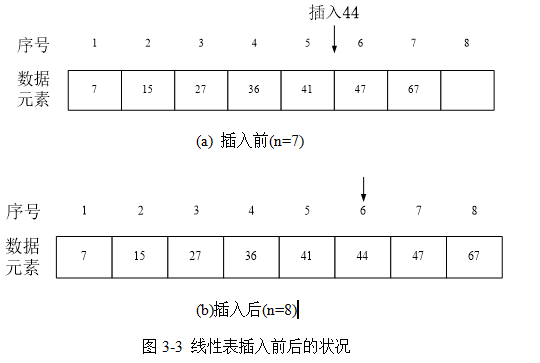 插入44
序号 1 2 3 4 5 6 7 8
数据元素 7 15 27 36 41 47 67
(a) 插入前(n=7)
序号 1 2 3 4 5 6 7 8
数据元素 7 15 27 36 41 44 47 67
(b)插入后(n=8)
图 3-3 线性表插入前后的状况